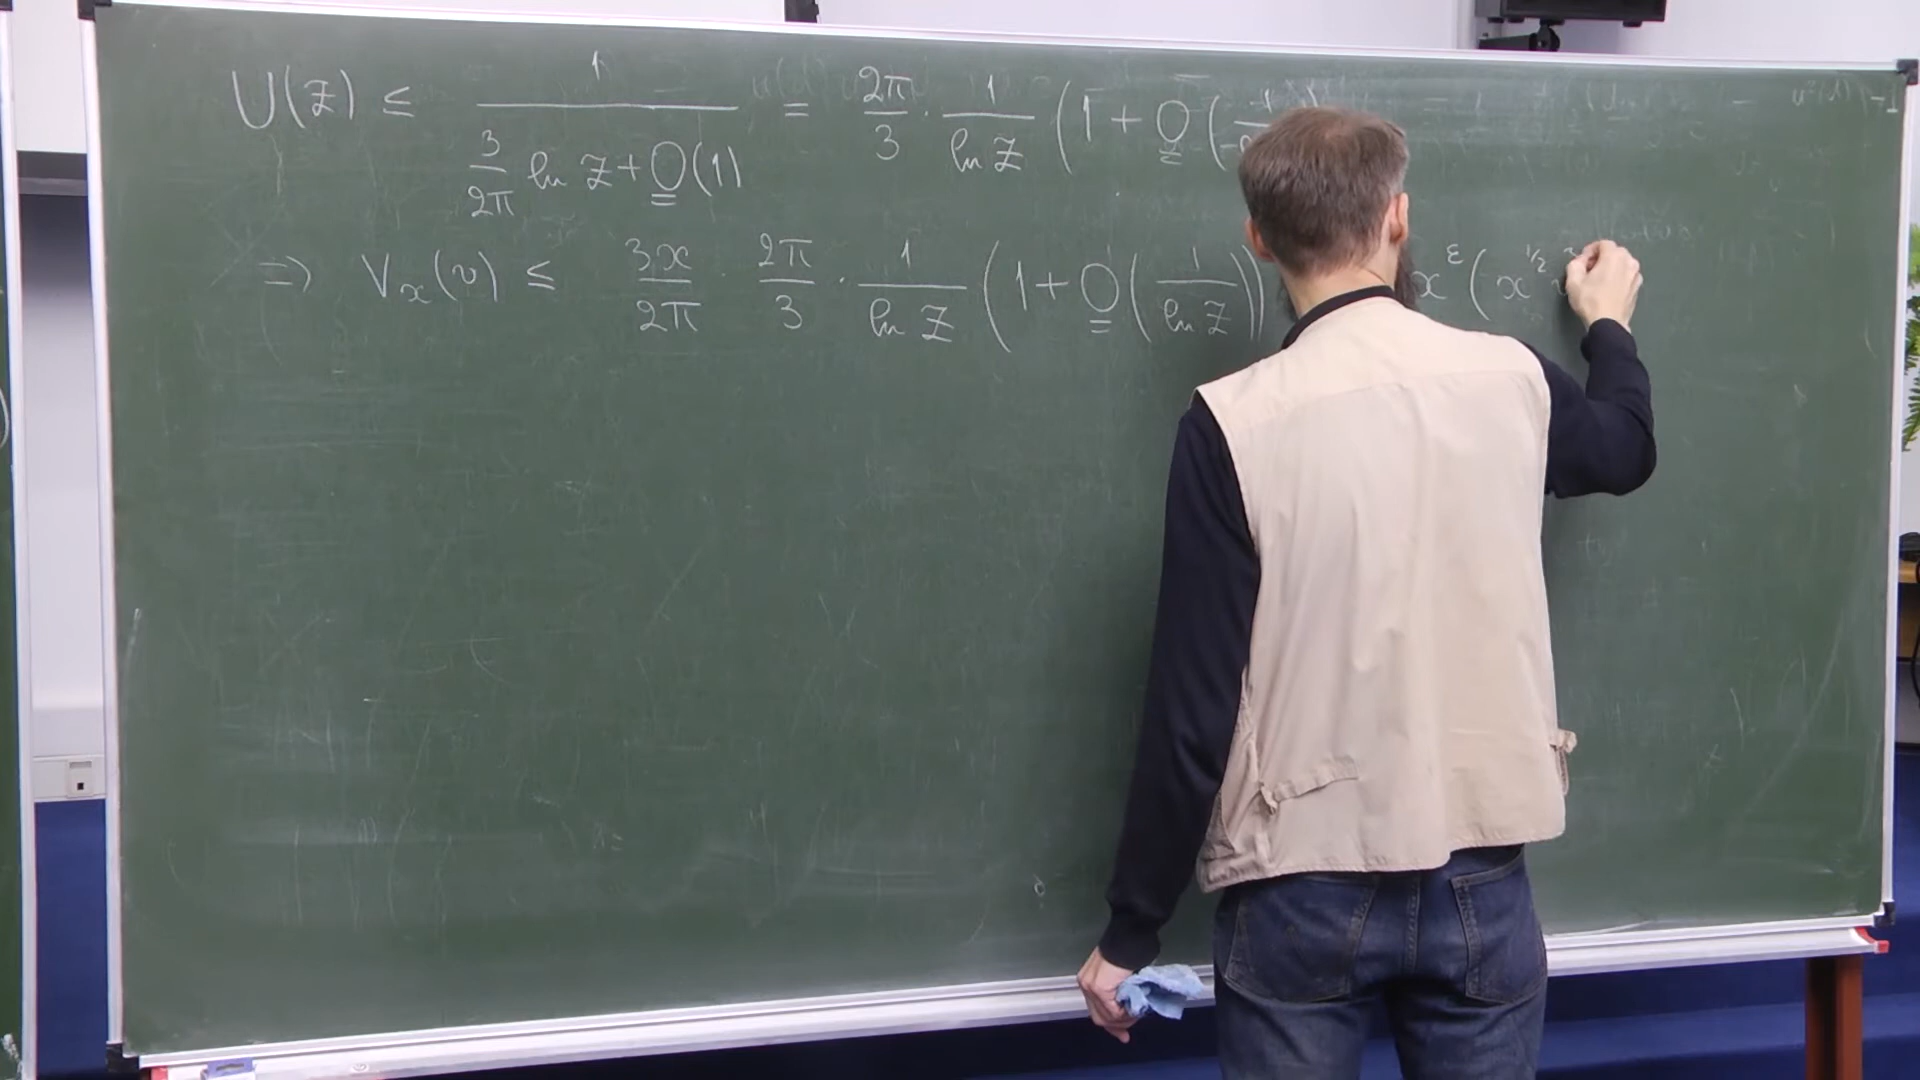 U(Z) ≤ 1 / (3/2π ln Z + O(1)) = 2π/3 · 1/ln Z (1 + O(1/
⇒ V_x(v) ≤ 3x/2π · 2π/3 · 1/ln Z (1 + O(1/ln Z)) x^ε (x^{1/2}